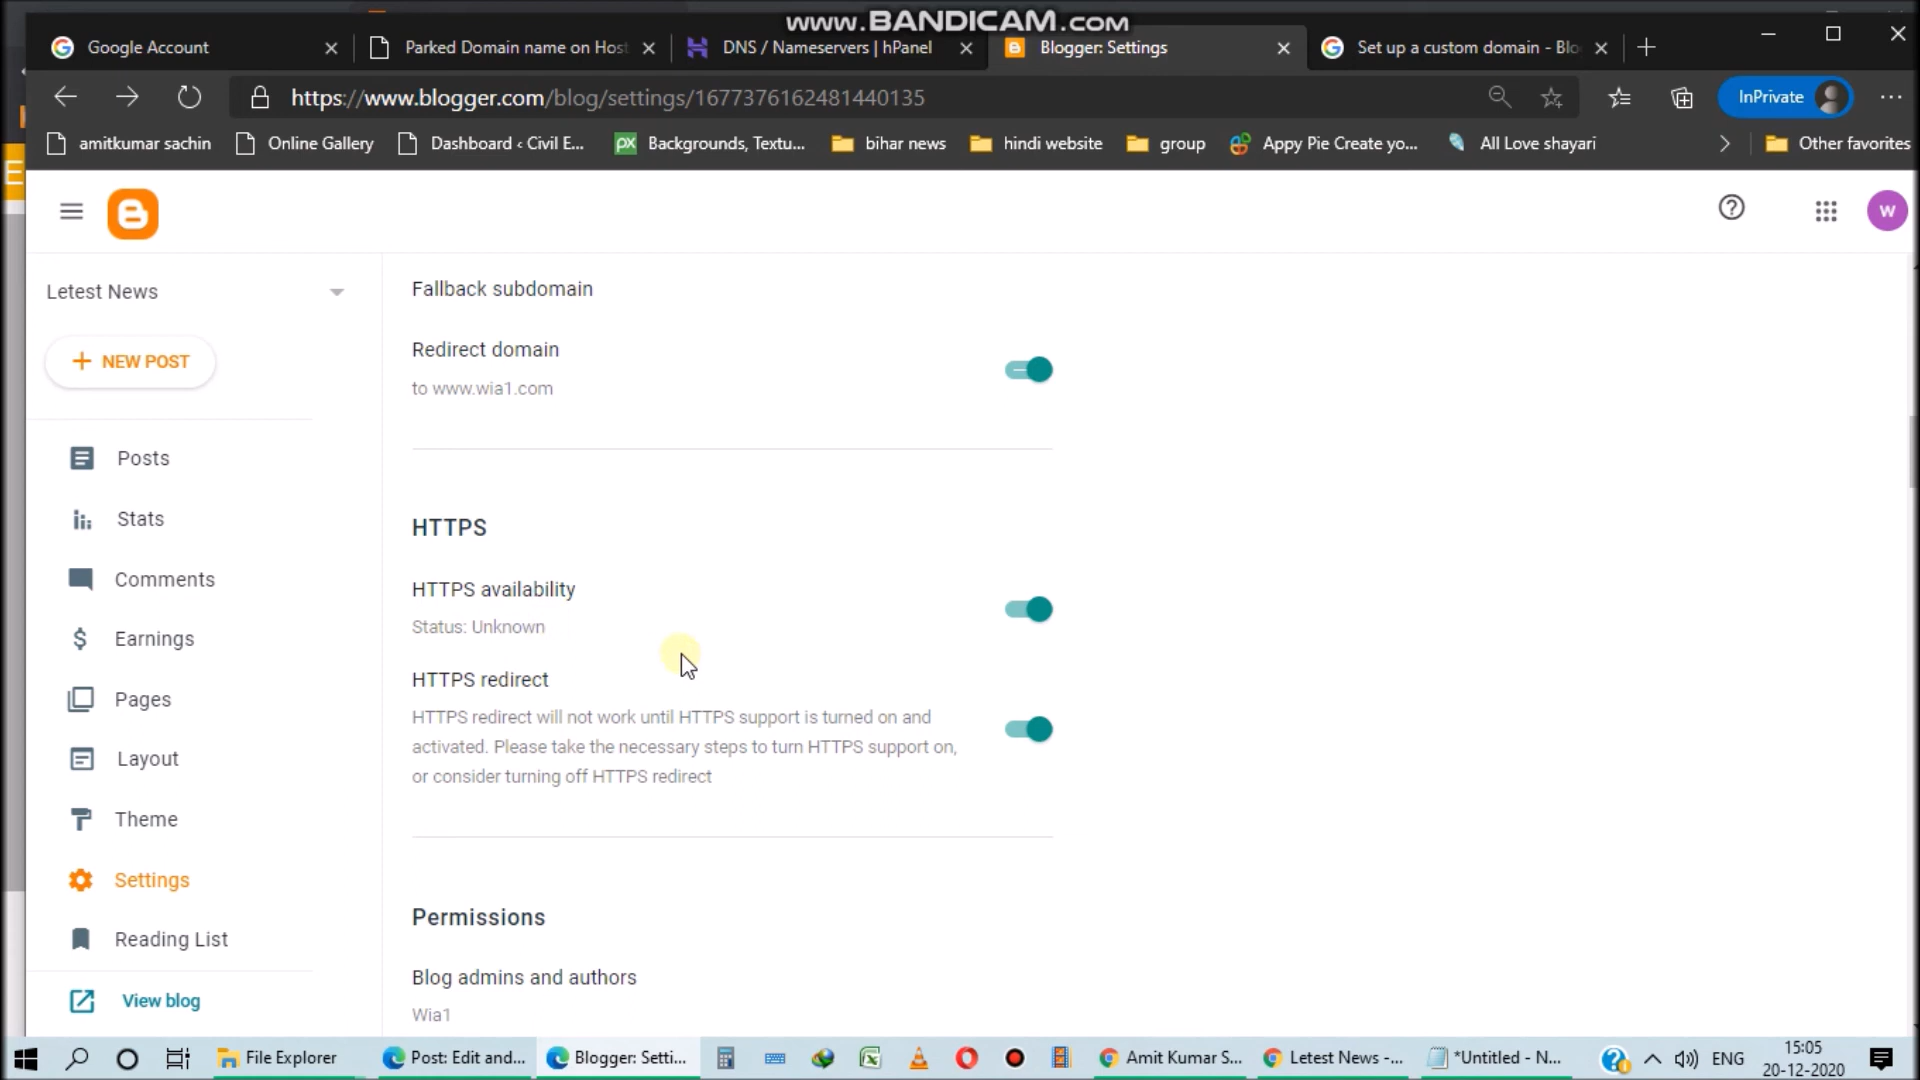 www.BANDICAM.com
Google Account
Parked Domain name on Host
DNS / Nameservers | hPanel
Blogger: Settings
Set up a custom domain - Blo
https://www.blogger.com/blog/settings/1677376162481440135
InPrivate
amitkumar sachin
Online Gallery
Dashboard ‹ Civil E...
px
Backgrounds, Textu...
bihar news
hindi website
group
Appy Pie Create yo...
All Love shayari
Other favorites
W
Letest News
NEW POST
Posts
Stats
Comments
Earnings
Pages
Layout
Theme
Settings
Reading List
View blog
Fallback subdomain
Redirect domain
to www.wia1.com
HTTPS
HTTPS availability
Status: Unknown
HTTPS redirect
HTTPS redirect will not work until HTTPS support is turned on and
activated. Please take the necessary steps to turn HTTPS support on,
or consider turning off HTTPS redirect
Permissions
Blog admins and authors
Wia1
File Explorer
Post: Edit and...
Blogger: Setti...
Amit Kumar S...
Letest News -...
*Untitled - N...
ENG
15:05
20-12-2020